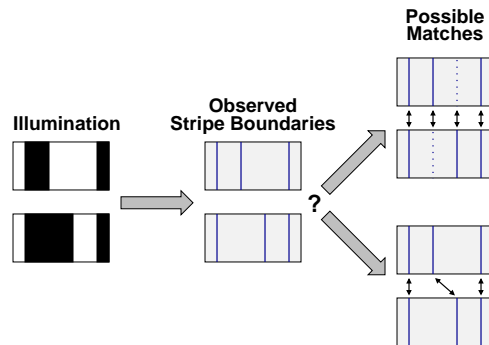 Possible
Matches
Observed
Stripe Boundaries
Illumination
?